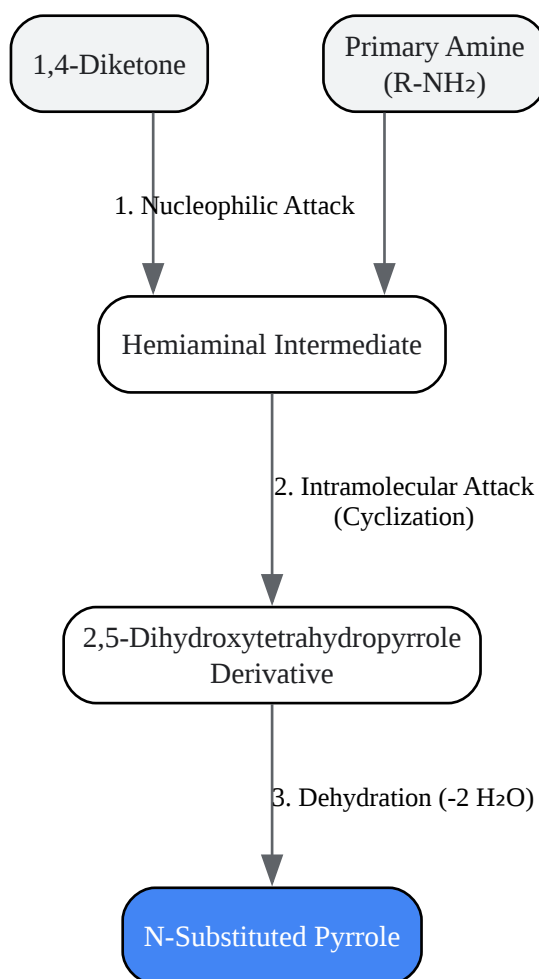 1,4-Diketone
Primary Amine
(R-NH₂)
1. Nucleophilic Attack
Hemiaminal Intermediate
2. Intramolecular Attack
(Cyclization)
2,5-Dihydroxytetrahydropyrrole
Derivative
3. Dehydration (-2 H₂O)
N-Substituted Pyrrole